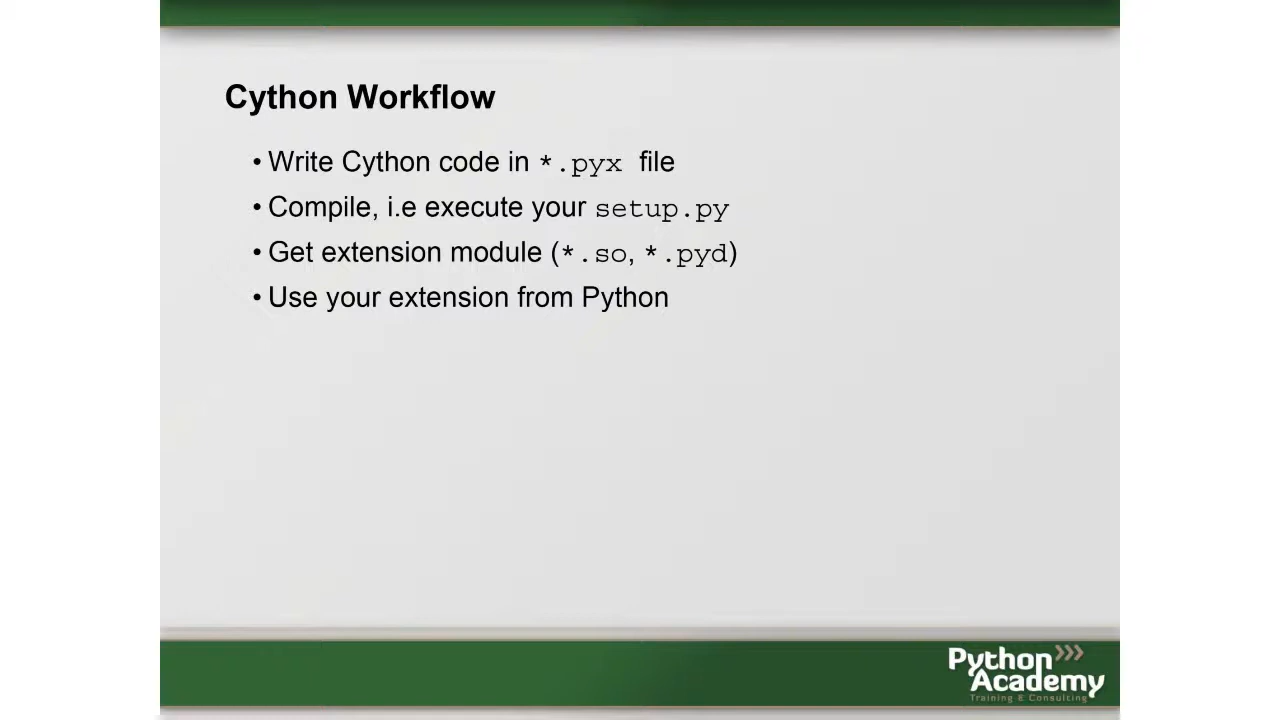 Cython Workflow
• Write Cython code in *.pyx file
• Compile, i.e execute your setup.py
• Get extension module (*.so, *.pyd)
• Use your extension from Python
Python
Academy
Training & Consulting